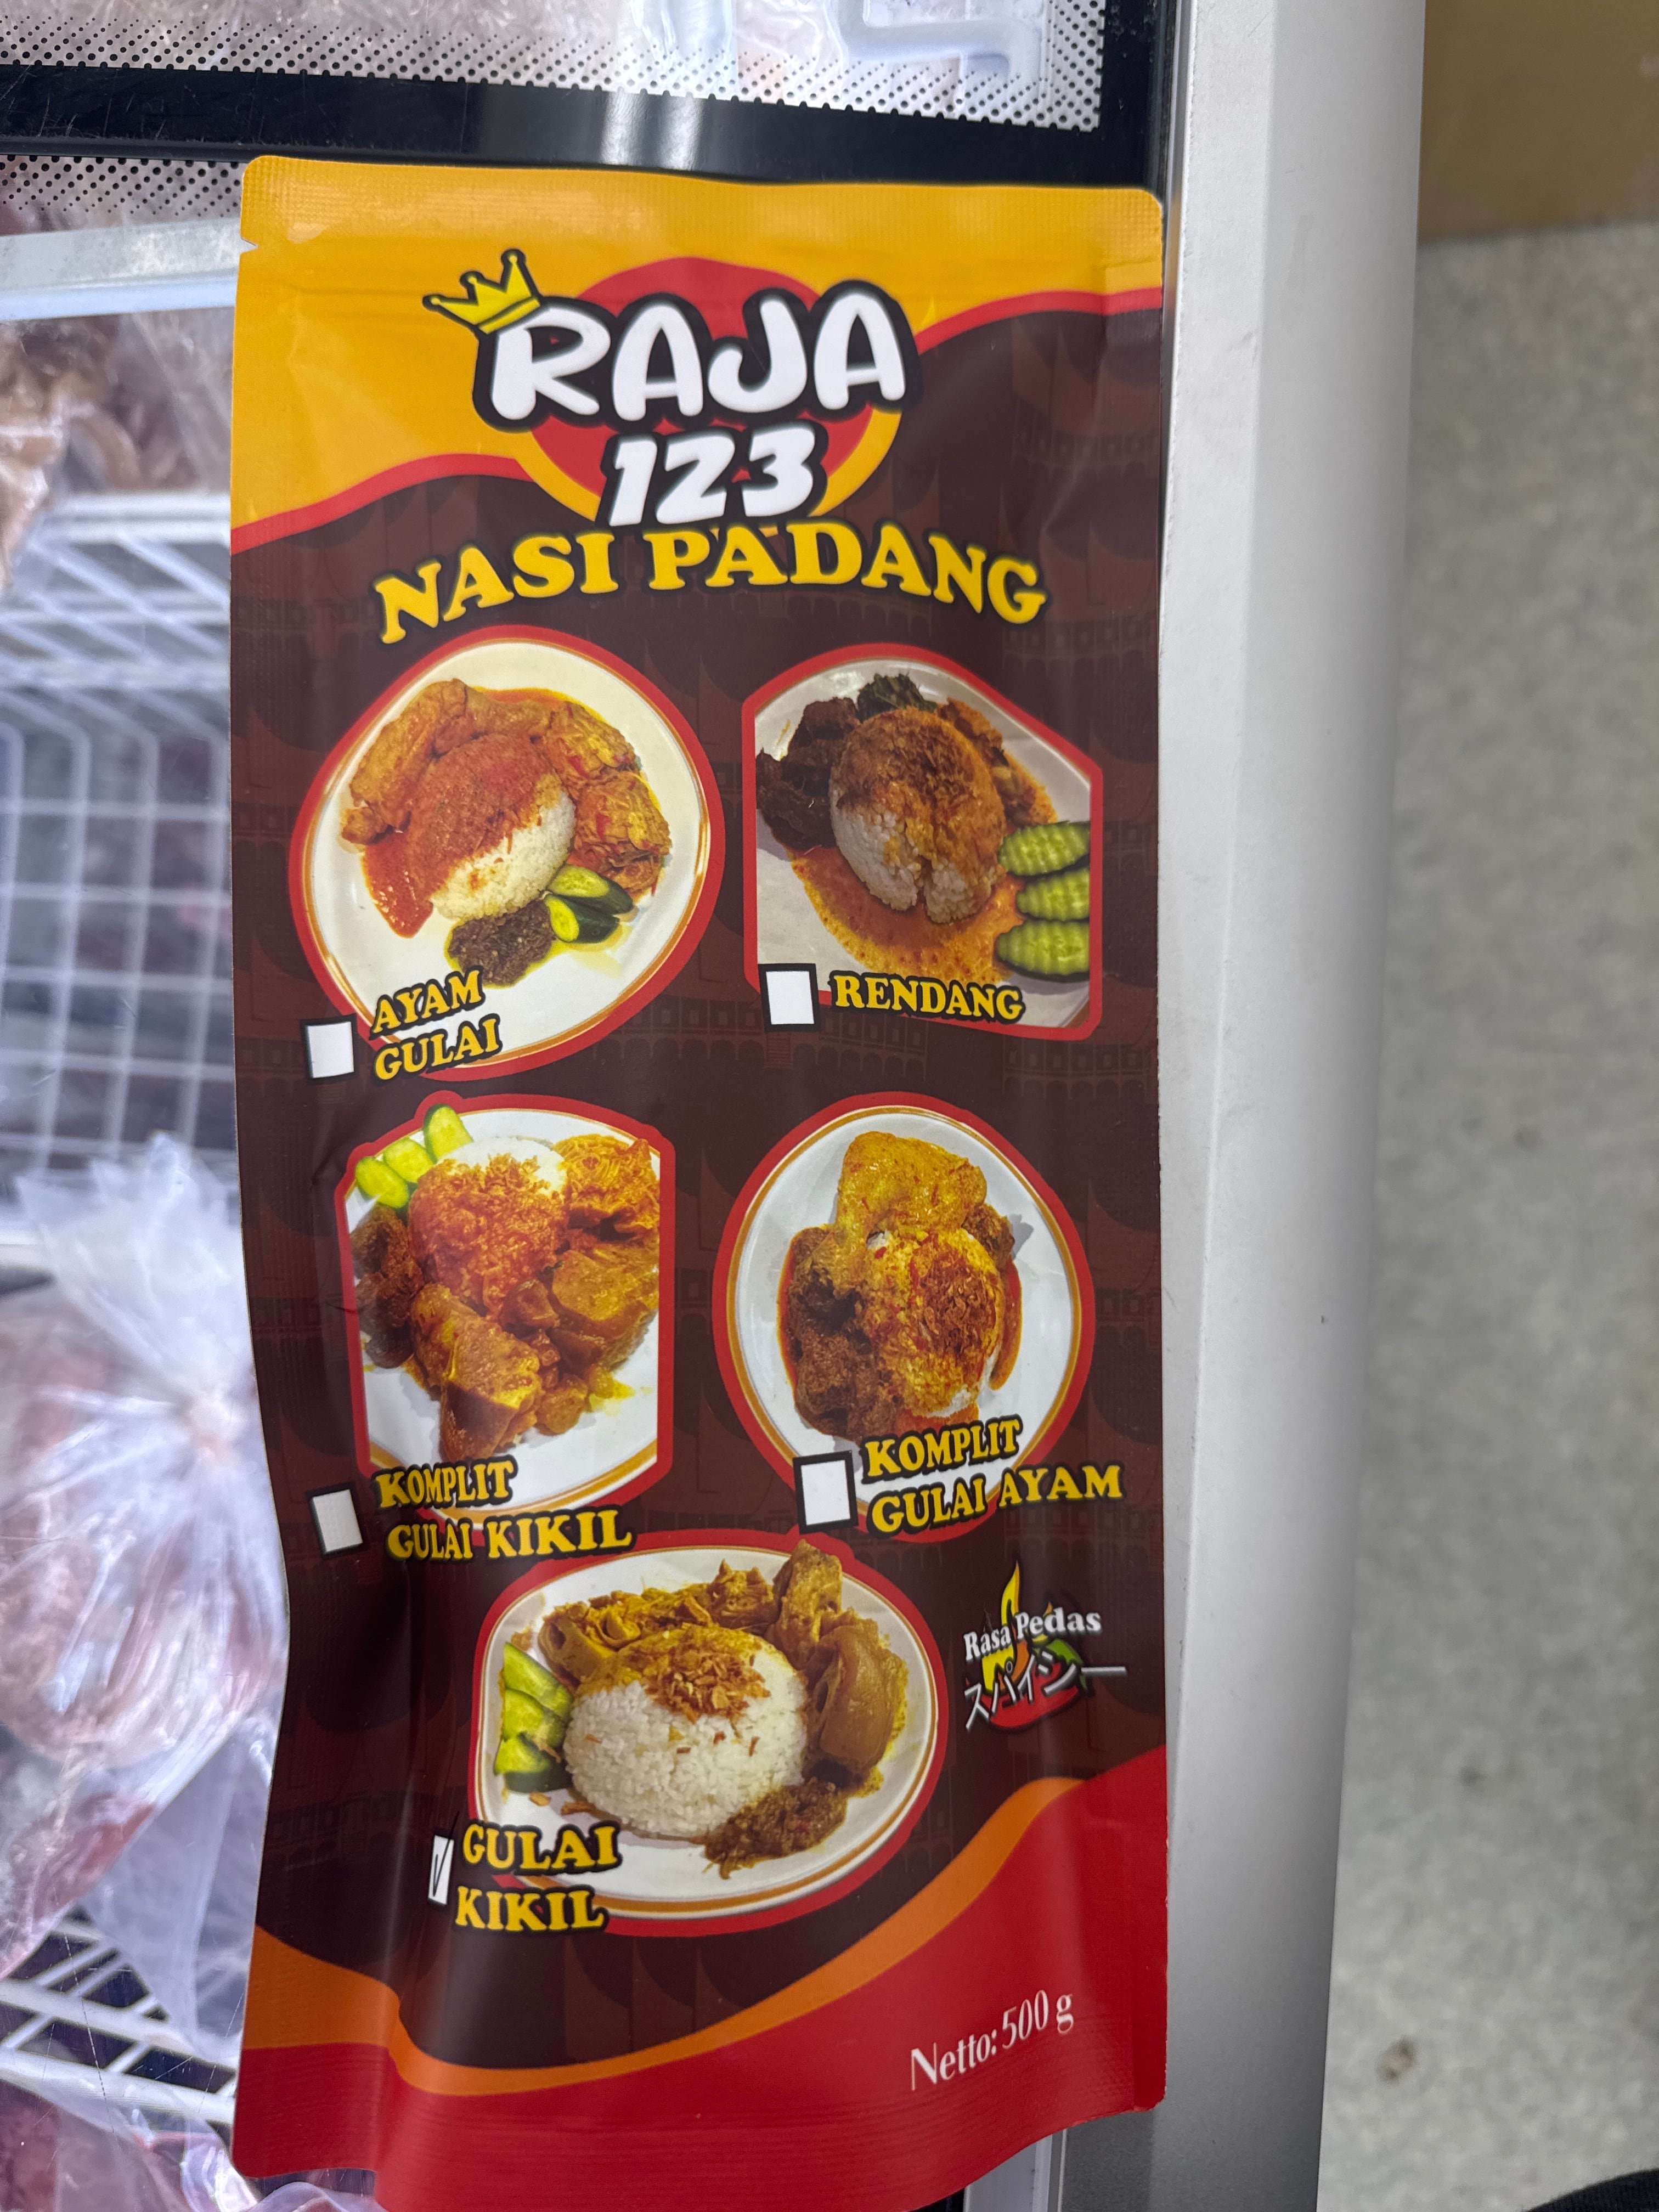 RAJA
123
NASI PADANG
AYAM
GULAI
RENDANG
KOMPLIT
GULAI KIKIL
KOMPLIT
GULAI AYAM
Rasa Pedas
スパイシー
GULAI
KIKIL
Netto: 500 g